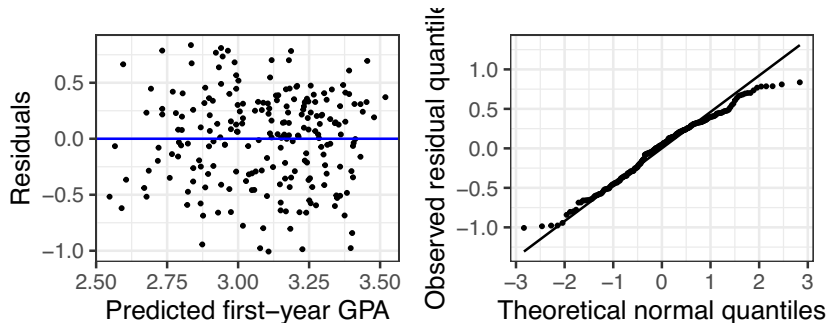 Residuals
0.5
0.0
−0.5
−1.0
2.50 2.75 3.00 3.25 3.50
Predicted first−year GPA
Observed residual quantile
1.0
0.5
0.0
−0.5
−1.0
−3 −2 −1 0 1 2 3
Theoretical normal quantiles